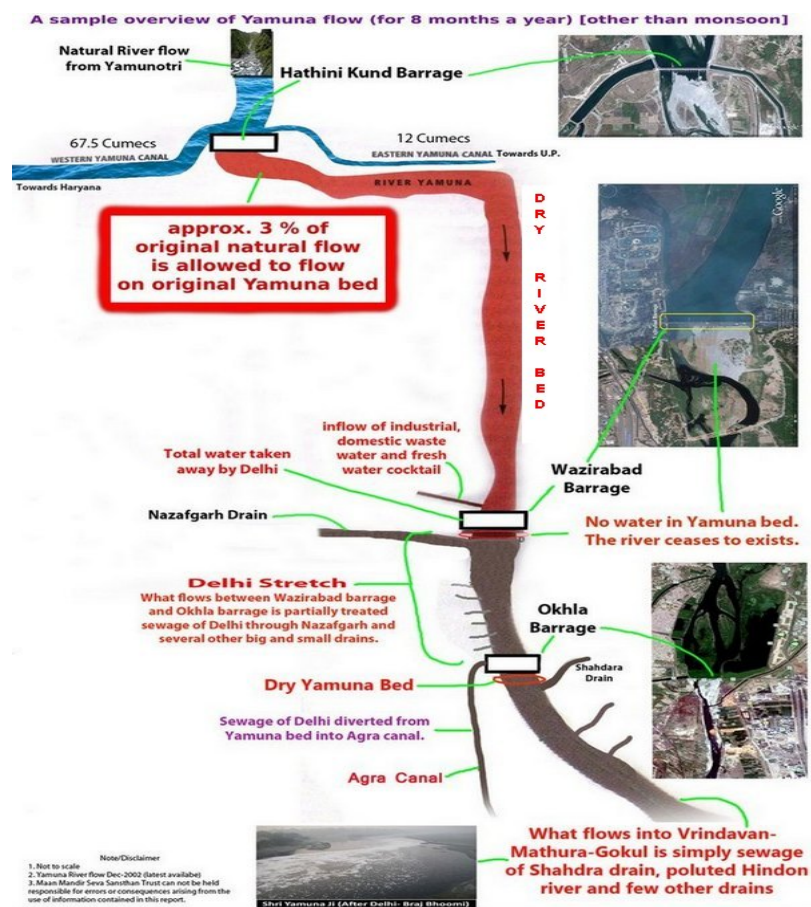 A sample overview of Yamuna flow (for 8 months a year) [other than monsoon]
Natural River flow
from Yamunotri
Hathini Kund Barrage
67.5 Cumecs
WESTERN YAMUNA CANAL
Towards Haryana
12 Cumecs
EASTERN YAMUNA CANAL Towards U.P.
RIVER YAMUNA
approx. 3 % of
original natural flow
is allowed to flow
on original Yamuna bed
DRY RIVER BED
Google
inflow of industrial,
domestic waste
water and fresh
water cocktail
Total water taken
away by Delhi
Wazirabad
Barrage
Nazafgarh Drain
No water in Yamuna bed.
The river ceases to exists.
Delhi Stretch
What flows between Wazirabad barrage
and Okhla barrage is partially treated
sewage of Delhi through Nazafgarh and
several other big and small drains.
Okhla
Barrage
Shahdara
Drain
Dry Yamuna Bed
Sewage of Delhi diverted from
Yamuna bed into Agra canal.
Agra Canal
What flows into Vrindavan-
Mathura-Gokul is simply sewage
of Shahdra drain, poluted Hindon
river and few other drains
Note/Disclaimer
1. Not to scale
2. Yamuna River flow Dec-2002 (latest availabe)
3. Maan Mandir Seva Sansthan Trust can not be held
responsible for errors or consequences arising from the
use of information contained in this report.
Shri Yamuna Ji (After Delhi- Braj Bhoomi)